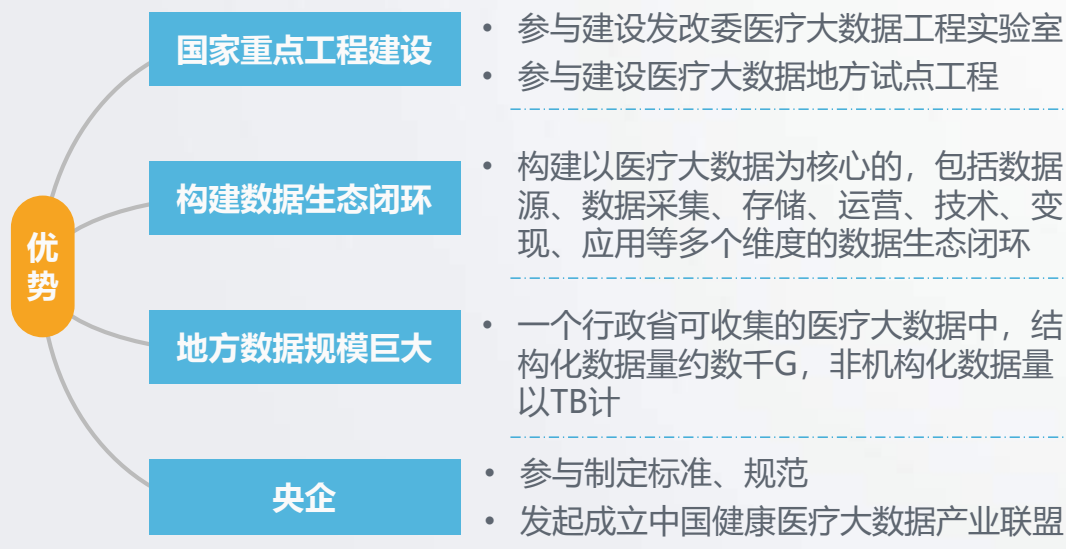 优
势
国家重点工程建设
• 参与建设发改委医疗大数据工程实验室
• 参与建设医疗大数据地方试点工程
构建数据生态闭环
• 构建以医疗大数据为核心的，包括数据
源、数据采集、存储、运营、技术、变
现、应用等多个维度的数据生态闭环
地方数据规模巨大
• 一个行政省可收集的医疗大数据中，结
构化数据量约数千G，非机构化数据量
以TB计
央企
• 参与制定标准、规范
• 发起成立中国健康医疗大数据产业联盟